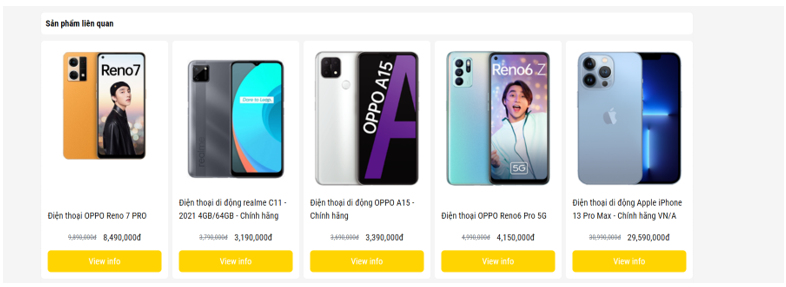 Sản phẩm liên quan
Reno7
Dare to Leap.
realme
OPPO A15
Reno6 Z
5G
Điện thoại OPPO Reno 7 PRO
9,890,000đ 8,490,000đ
View info
Điện thoại di động realme C11 -
2021 4GB/64GB - Chính hãng
3,790,000đ 3,190,000đ
View info
Điện thoại di động OPPO A15 -
Chính hãng
3,690,000đ 3,390,000đ
View info
Điện thoại OPPO Reno6 Pro 5G
4,990,000đ 4,150,000đ
View info
Điện thoại di động Apple iPhone
13 Pro Max - Chính hãng VN/A
30,990,000đ 29,590,000đ
View info